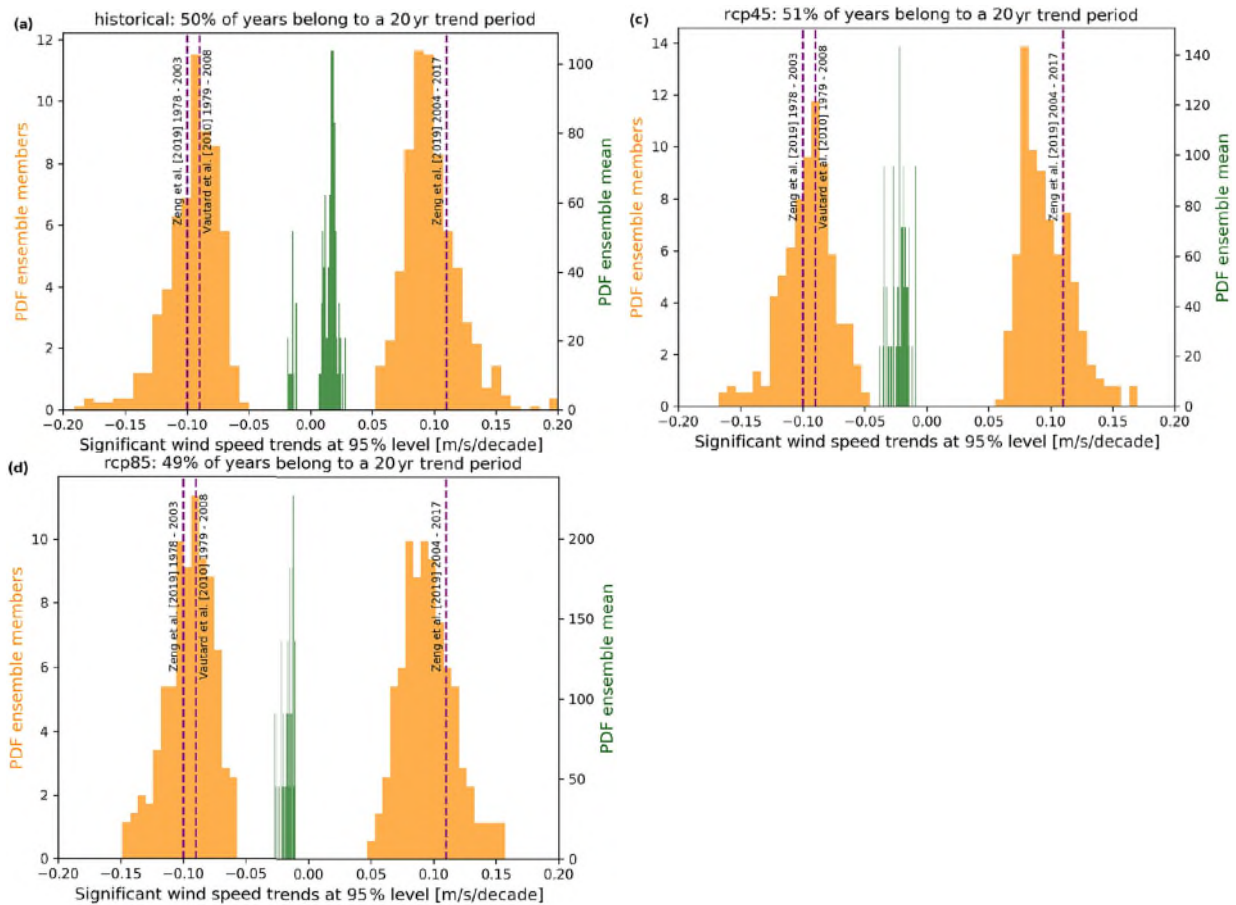 (a)
historical: 50% of years belong to a 20yr trend period
12
10
8
6
4
2
0
PDF ensemble members
Zeng et al. [2019] 1978 - 2003
Vautard et al. [2010] 1979 - 2008
Zeng et al. [2019] 2004 - 2017
100
80
60
40
20
0
PDF ensemble mean
−0.20 −0.15 −0.10 −0.05 0.00 0.05 0.10 0.15 0.20
Significant wind speed trends at 95% level [m/s/decade]
(c)
rcp45: 51% of years belong to a 20yr trend period
14
12
10
8
6
4
2
0
PDF ensemble members
Zeng et al. [2019] 1978 - 2003
Vautard et al. [2010] 1979 - 2008
Zeng et al. [2019] 2004 - 2017
140
120
100
80
60
40
20
0
PDF ensemble mean
−0.20 −0.15 −0.10 −0.05 0.00 0.05 0.10 0.15 0.20
Significant wind speed trends at 95% level [m/s/decade]
(d)
rcp85: 49% of years belong to a 20yr trend period
10
8
6
4
2
0
PDF ensemble members
Zeng et al. [2019] 1978 - 2003
Vautard et al. [2010] 1979 - 2008
Zeng et al. [2019] 2004 - 2017
200
150
100
50
0
PDF ensemble mean
−0.20 −0.15 −0.10 −0.05 0.00 0.05 0.10 0.15 0.20
Significant wind speed trends at 95% level [m/s/decade]